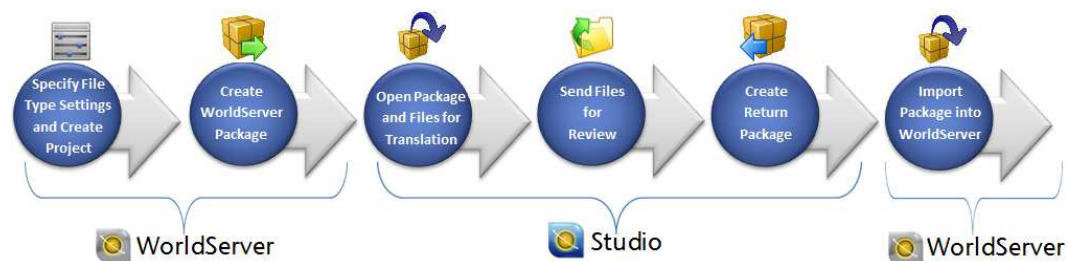 Specify File
Type Settings
and Create
Project
Create
WorldServer
Package
Open Package
and Files for
Translation
Send Files
for
Review
Create
Return
Package
Import
Package into
WorldServer
WorldServer
Studio
WorldServer